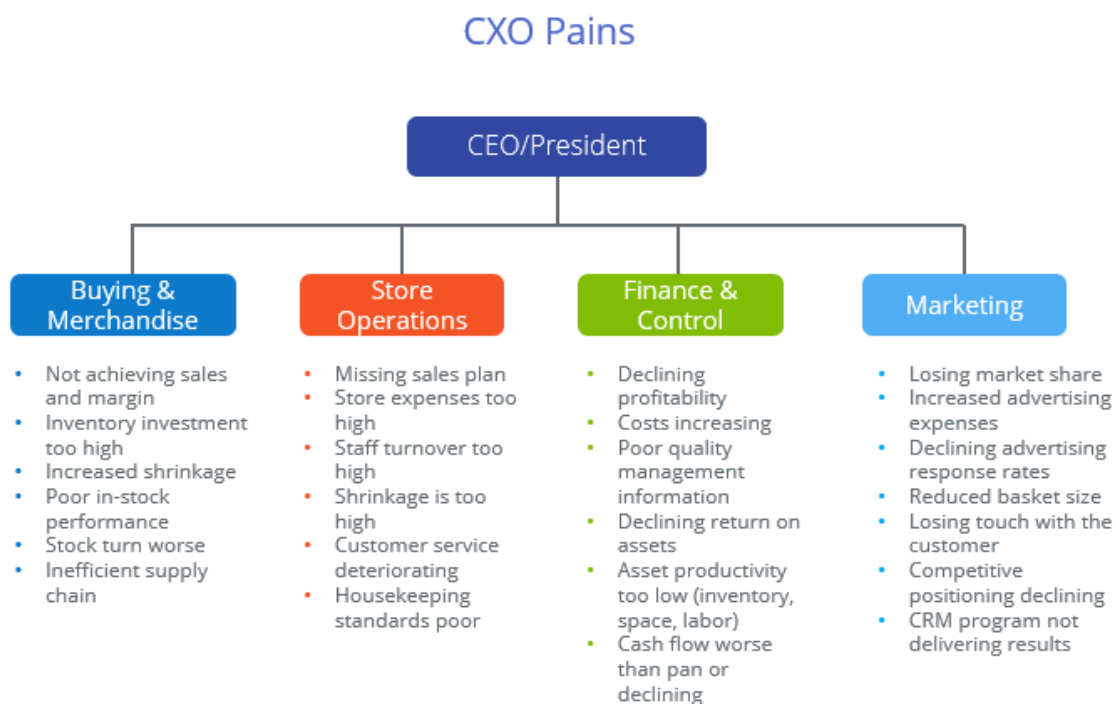 CXO Pains
CEO/President
Buying &
Merchandise
• Not achieving sales
and margin
• Inventory investment
too high
• Increased shrinkage
• Poor in-stock
performance
• Stock turn worse
• Inefficient supply
chain
Store
Operations
• Missing sales plan
• Store expenses too
high
• Staff turnover too
high
• Shrinkage is too
high
• Customer service
deteriorating
• Housekeeping
standards poor
Finance &
Control
• Declining
profitability
• Costs increasing
• Poor quality
management
information
• Declining return on
assets
• Asset productivity
too low (inventory,
space, labor)
• Cash flow worse
than pan or
declining
Marketing
• Losing market share
• Increased advertising
expenses
• Declining advertising
response rates
• Reduced basket size
• Losing touch with the
customer
• Competitive
positioning declining
• CRM program not
delivering results